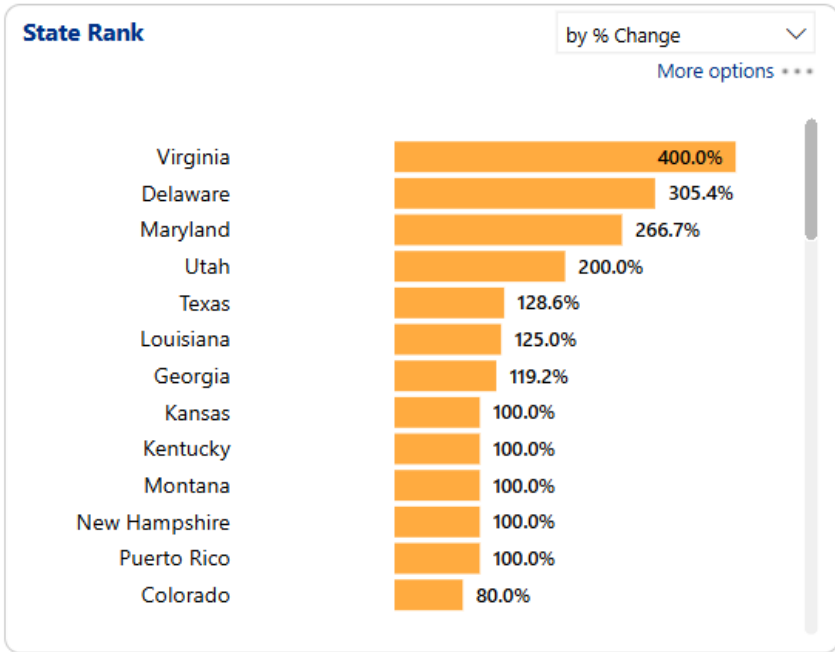 State Rank
by % Change
More options
Virginia 400.0%
Delaware 305.4%
Maryland 266.7%
Utah 200.0%
Texas 128.6%
Louisiana 125.0%
Georgia 119.2%
Kansas 100.0%
Kentucky 100.0%
Montana 100.0%
New Hampshire 100.0%
Puerto Rico 100.0%
Colorado 80.0%